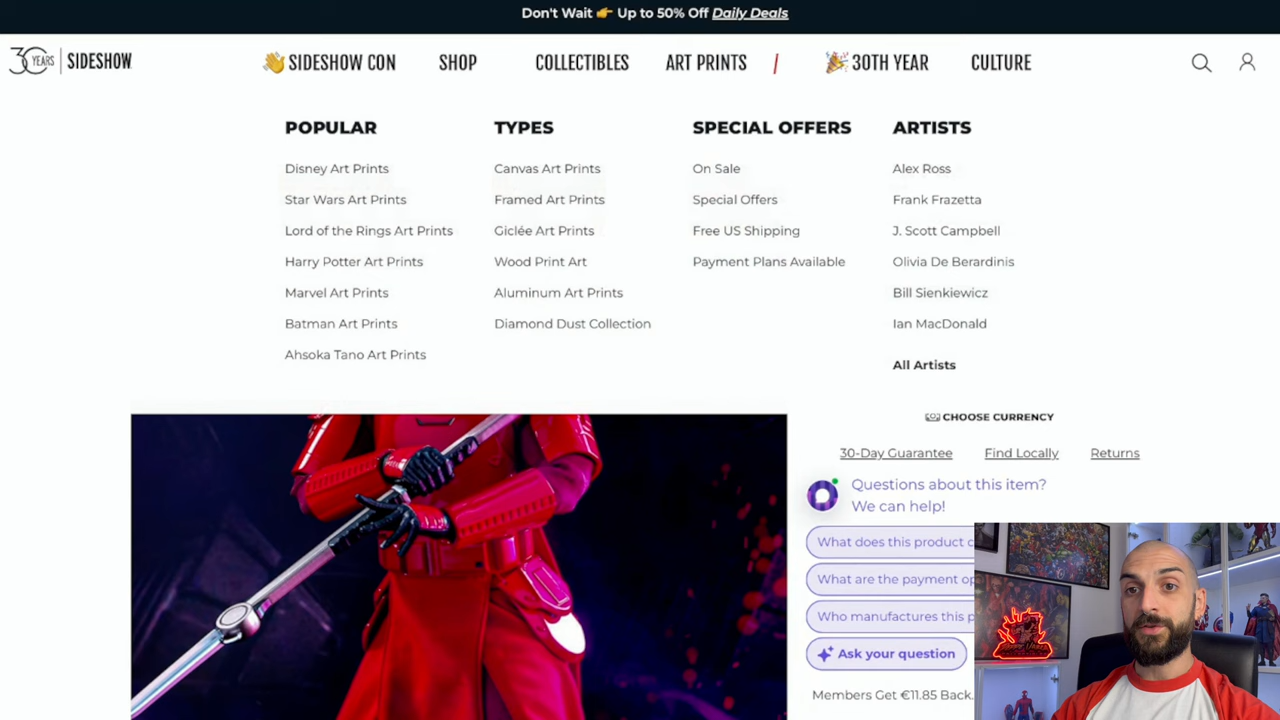 Don't Wait 👉 Up to 50% Off Daily Deals
30 YEARS | SIDESHOW
👋 SIDESHOW CON
SHOP
COLLECTIBLES
ART PRINTS
/
🎉 30TH YEAR
CULTURE
POPULAR
Disney Art Prints
Star Wars Art Prints
Lord of the Rings Art Prints
Harry Potter Art Prints
Marvel Art Prints
Batman Art Prints
Ahsoka Tano Art Prints
TYPES
Canvas Art Prints
Framed Art Prints
Giclée Art Prints
Wood Print Art
Aluminum Art Prints
Diamond Dust Collection
SPECIAL OFFERS
On Sale
Special Offers
Free US Shipping
Payment Plans Available
ARTISTS
Alex Ross
Frank Frazetta
J. Scott Campbell
Olivia De Berardinis
Bill Sienkiewicz
Ian MacDonald
All Artists
CHOOSE CURRENCY
30-Day Guarantee
Find Locally
Returns
Questions about this item?
We can help!
What does this product c
What are the payment op
Who manufactures this p
Ask your question
Members Get €11.85 Back.